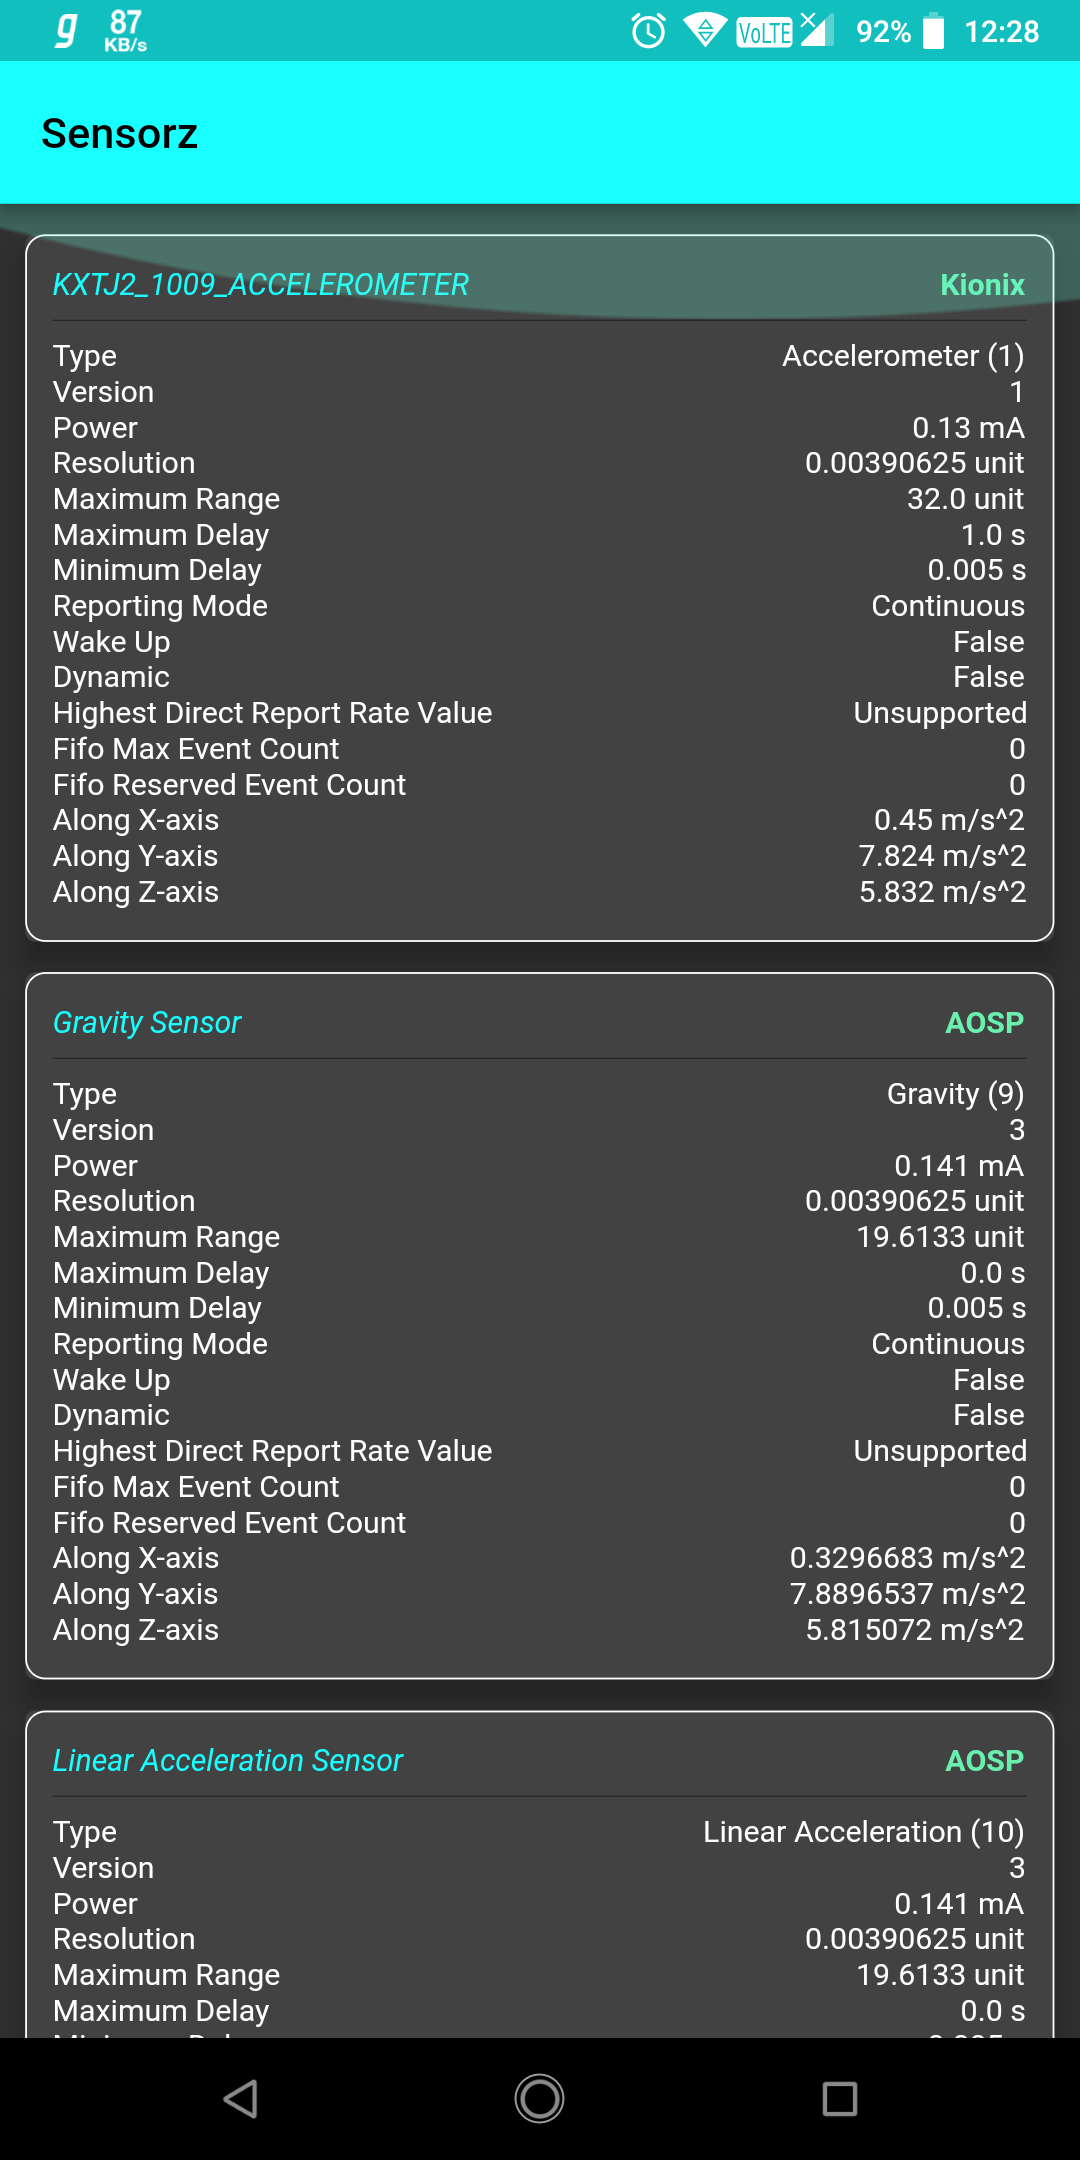 g 87 KB/s VoLTE 92% 12:28
Sensorz
KXTJ2_1009_ACCELEROMETER Kionix
Type Accelerometer (1)
Version 1
Power 0.13 mA
Resolution 0.00390625 unit
Maximum Range 32.0 unit
Maximum Delay 1.0 s
Minimum Delay 0.005 s
Reporting Mode Continuous
Wake Up False
Dynamic False
Highest Direct Report Rate Value Unsupported
Fifo Max Event Count 0
Fifo Reserved Event Count 0
Along X-axis 0.45 m/s^2
Along Y-axis 7.824 m/s^2
Along Z-axis 5.832 m/s^2
Gravity Sensor AOSP
Type Gravity (9)
Version 3
Power 0.141 mA
Resolution 0.00390625 unit
Maximum Range 19.6133 unit
Maximum Delay 0.0 s
Minimum Delay 0.005 s
Reporting Mode Continuous
Wake Up False
Dynamic False
Highest Direct Report Rate Value Unsupported
Fifo Max Event Count 0
Fifo Reserved Event Count 0
Along X-axis 0.3296683 m/s^2
Along Y-axis 7.8896537 m/s^2
Along Z-axis 5.815072 m/s^2
Linear Acceleration Sensor AOSP
Type Linear Acceleration (10)
Version 3
Power 0.141 mA
Resolution 0.00390625 unit
Maximum Range 19.6133 unit
Maximum Delay 0.0 s